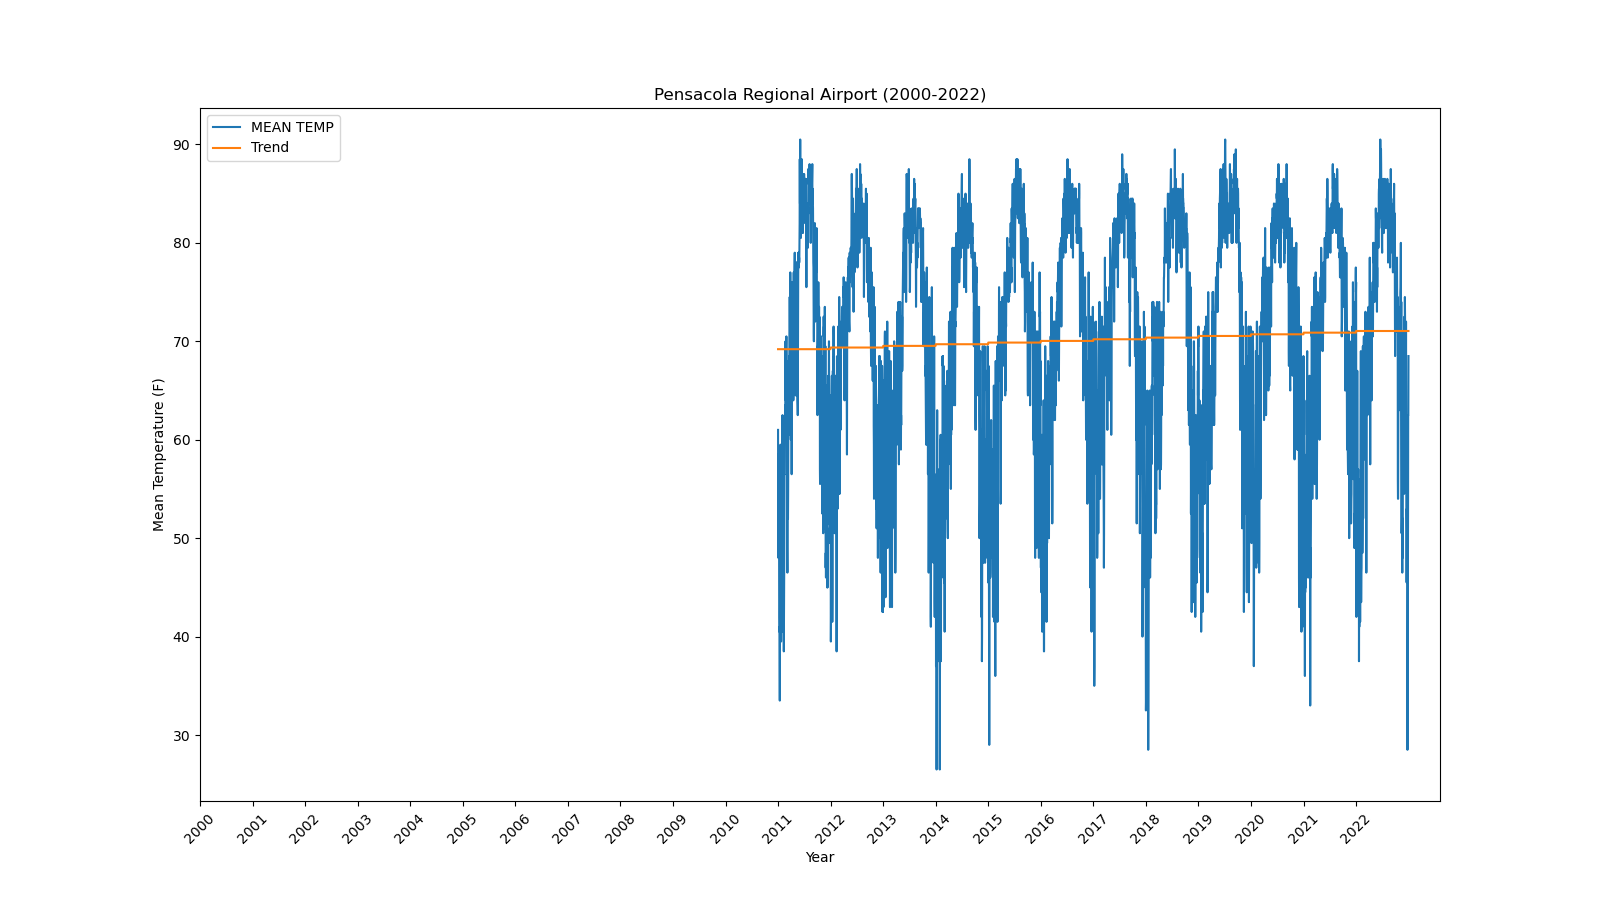 Pensacola Regional Airport (2000-2022)
MEAN TEMP
Trend
Mean Temperature (F)
90
80
70
60
50
40
30
2000 2001 2002 2003 2004 2005 2006 2007 2008 2009 2010 2011 2012 2013 2014 2015 2016 2017 2018 2019 2020 2021 2022
Year